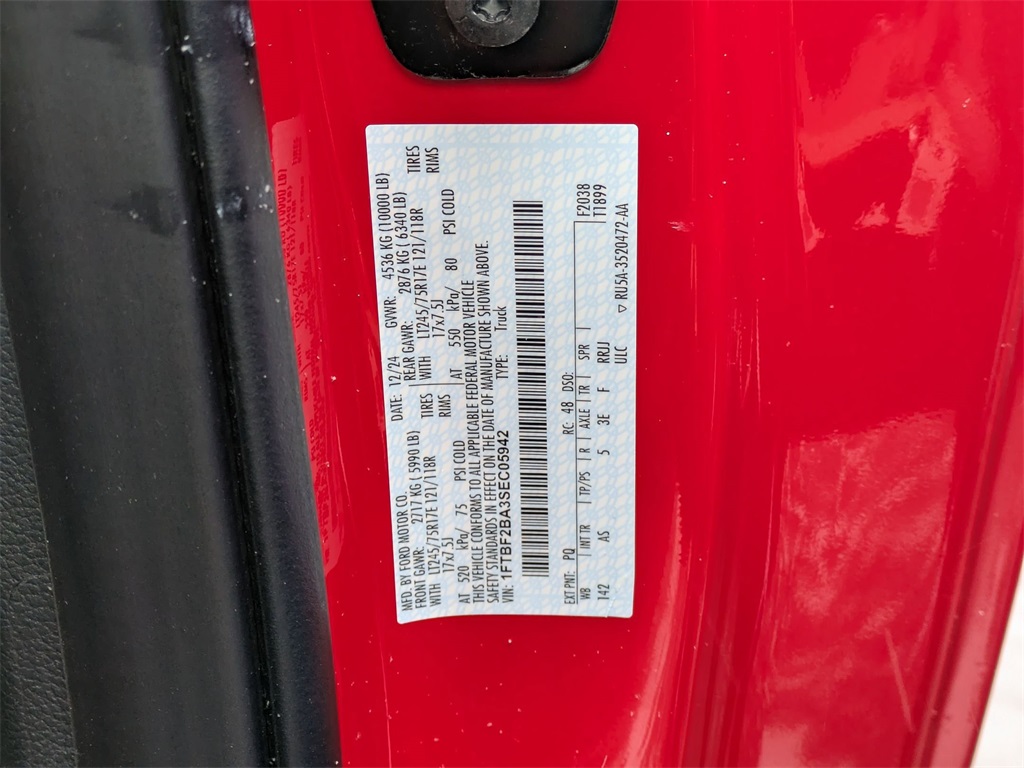 MFD. BY FORD MOTOR CO. DATE: 12/24 GVWR: 4536 KG (10000 LB)
FRONT GAWR: 2717 KG ( 5990 LB) REAR GAWR: 2876 KG ( 6340 LB)
WITH LT245/75R17E 121/118R TIRES WITH LT245/75R17E 121/118R TIRES
17x7.5J RIMS 17x7.5J RIMS
AT 520 kPa/ 75 PSI COLD AT 550 kPa/ 80 PSI COLD
THIS VEHICLE CONFORMS TO ALL APPLICABLE FEDERAL MOTOR VEHICLE
SAFETY STANDARDS IN EFFECT ON THE DATE OF MANUFACTURE SHOWN ABOVE.
VIN: 1FTBF2BA3SEC05942 TYPE: Truck
EXT PNT: PQ RC: 48 DSO: F2038
WB INT TR TP/PS R AXLE TR SPR T1899
142 AS 5 3E F RRJJ
ULC RU5A-3520472-AA